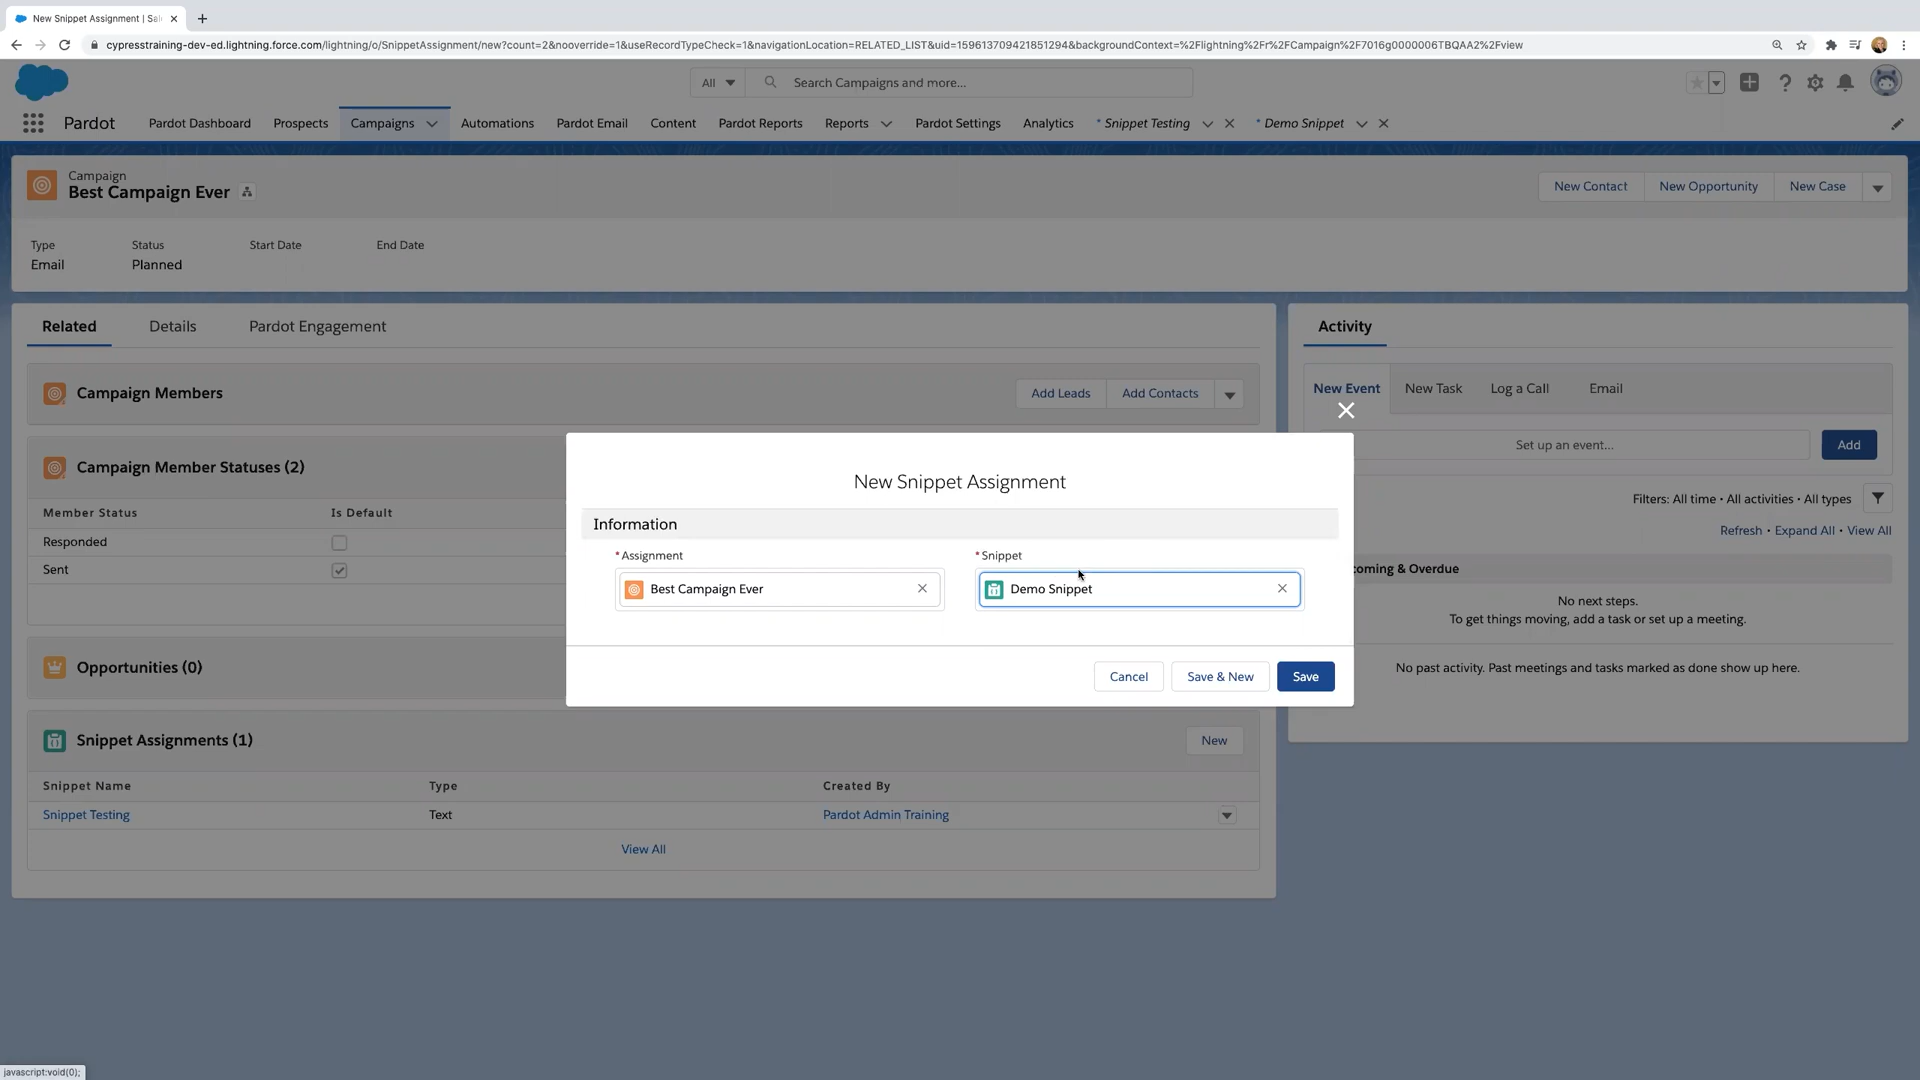 New Snippet Assignment | Sal
cypresstraining-dev-ed.lightning.force.com/lightning/o/SnippetAssignment/new?count=2&nooverride=1&useRecordTypeCheck=1&navigationLocation=RELATED_LIST&uid=159613709421851294&backgroundContext=%2Flightning%2Fr%2FCampaign%2F7016g0000006TBQAA2%2Fview
All
Search Campaigns and more...
Pardot
Pardot Dashboard
Prospects
Campaigns
Automations
Pardot Email
Content
Pardot Reports
Reports
Pardot Settings
Analytics
* Snippet Testing
* Demo Snippet
Campaign
Best Campaign Ever
New Contact
New Opportunity
New Case
Type
Status
Start Date
End Date
Email
Planned
Related
Details
Pardot Engagement
Activity
Campaign Members
Add Leads
Add Contacts
New Event
New Task
Log a Call
Email
Set up an event...
Add
Campaign Member Statuses (2)
Member Status
Is Default
Responded
Sent
Filters: All time • All activities • All types
Refresh • Expand All • View All
coming & Overdue
No next steps.
To get things moving, add a task or set up a meeting.
No past activity. Past meetings and tasks marked as done show up here.
New Snippet Assignment
Information
* Assignment
* Snippet
Best Campaign Ever
Demo Snippet
Cancel
Save & New
Save
Opportunities (0)
Snippet Assignments (1)
New
Snippet Name
Type
Created By
Snippet Testing
Text
Pardot Admin Training
View All
javascript:void(0);